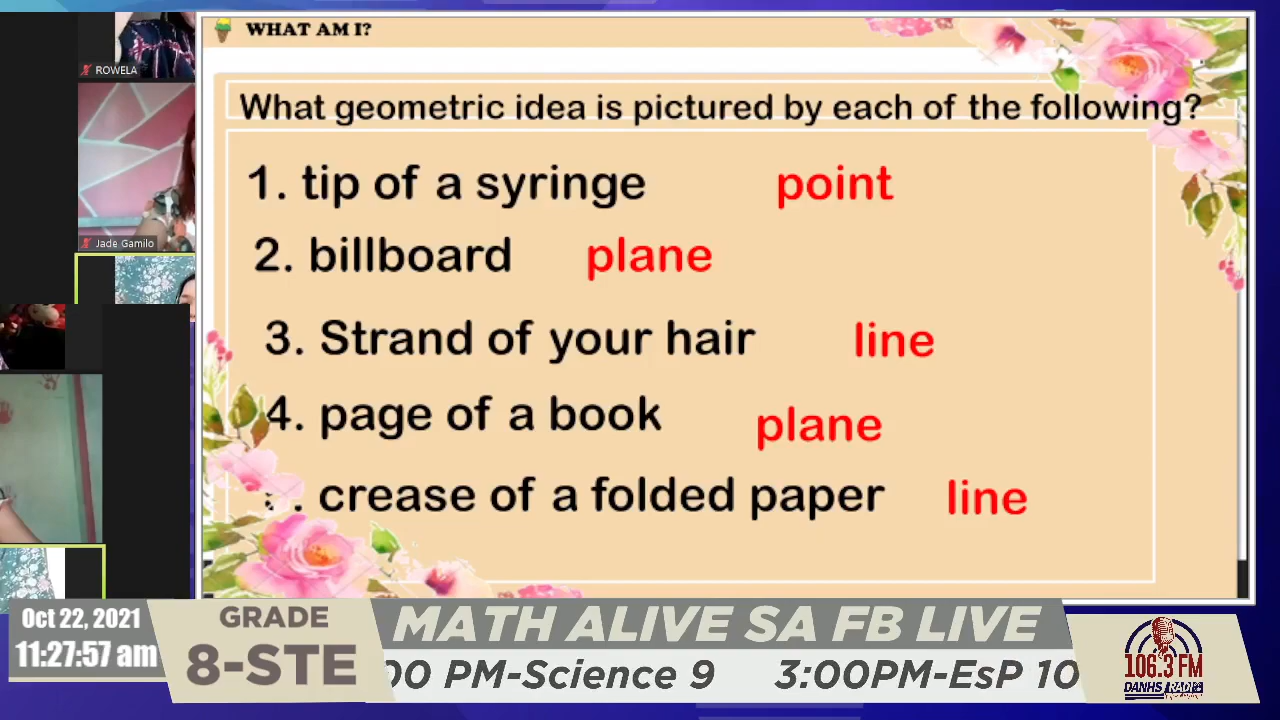 WHAT AM I?
ROWELA
What geometric idea is pictured by each of the following?
1. tip of a syringe point
2. billboard plane
Jade Gamilo
3. Strand of your hair line
4. page of a book plane
. crease of a folded paper line
Oct 22, 2021
11:27:57 am
GRADE
8-STE
MATH ALIVE SA FB LIVE
00 PM-Science 9 3:00PM-EsP 10
106.3 FM
DANHS RADYO